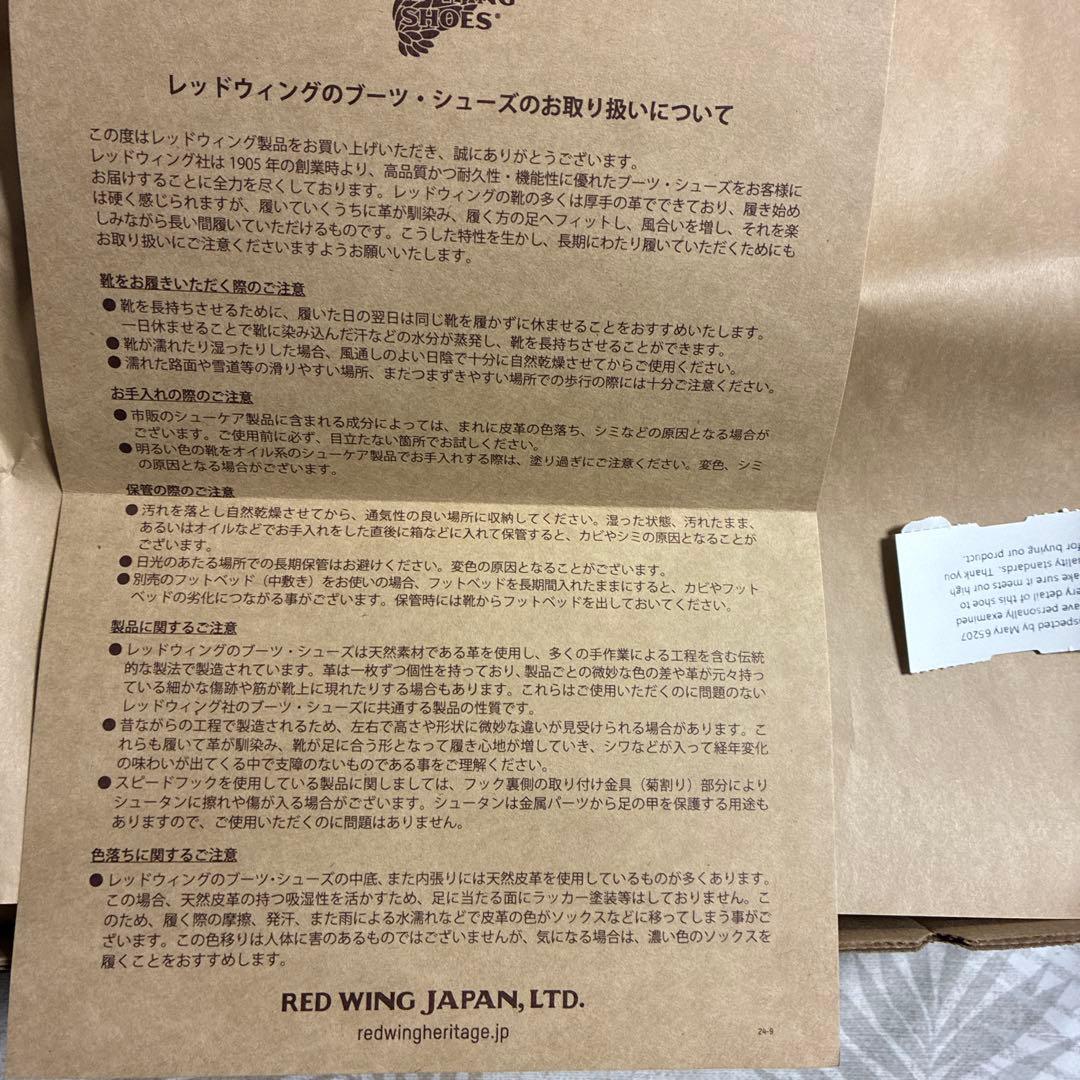 SHOES®
レッドウィングのブーツ・シューズのお取り扱いについて
この度はレッドウィング製品をお買い上げいただき、誠にありがとうございます。
レッドウィング社は 1905 年の創業時より、高品質かつ耐久性・機能性に優れたブーツ・シューズをお客様に
お届けすることに全力を尽くしております。レッドウィングの靴の多くは厚手の革でできており、履き始め
は硬く感じられますが、履いていくうちに革が馴染み、履く方の足へフィットし、風合いを増し、それを楽
しみながら長い間履いていただけるものです。こうした特性を生かし、長期にわたり履いていただくためにも
お取り扱いにご注意くださいますようお願いいたします。
靴をお履きいただく際のご注意
●靴を長持ちさせるために、履いた日の翌日は同じ靴を履かずに休ませることをおすすめいたします。
一日休ませることで靴に染み込んだ汗などの水分が蒸発し、靴を長持ちさせることができます。
●靴が濡れたり湿ったりした場合、風通しのよい日陰で十分に自然乾燥させてからご使用ください。
●濡れた路面や雪道等の滑りやすい場所、またつまずきやすい場所での歩行の際には十分ご注意ください。
お手入れの際のご注意
●市販のシューケア製品に含まれる成分によっては、まれに皮革の色落ち、シミなどの原因となる場合が
ございます。ご使用前に必ず、目立たない箇所でお試しください。
●明るい色の靴をオイル系のシューケア製品でお手入れする際は、塗り過ぎにご注意ください。変色、シミ
の原因となる場合がございます。
保管の際のご注意
●汚れを落とし自然乾燥させてから、通気性の良い場所に収納してください。湿った状態、汚れたまま、
あるいはオイルなどでお手入れをした直後に箱などに入れて保管すると、カビやシミの原因となることが
ございます。
●日光のあたる場所での長期保管はお避けください。変色の原因となることがございます。
●別売のフットベッド（中敷き）をお使いの場合、フットベッドを長期間入れたままにすると、カビやフット
ベッドの劣化につながる事がございます。保管時には靴からフットベッドを出しておいてください。
製品に関するご注意
●レッドウィングのブーツ・シューズは天然素材である革を使用し、多くの手作業による工程を含む伝統
的な製法で製造されています。革は一枚ずつ個性を持っており、製品ごとの微妙な色の差や革が元々持っ
ている細かな傷跡や筋が靴上に現れたりする場合もあります。これらはご使用いただくのに問題のない
レッドウィング社のブーツ・シューズに共通する製品の性質です。
●昔ながらの工程で製造されるため、左右で高さや形状に微妙な違いが見受けられる場合があります。こ
れらも履いて革が馴染み、靴が足に合う形となって履き心地が増していき、シワなどが入って経年変化
の味わいが出てくる中で支障のないものである事をご理解ください。
●スピードフックを使用している製品に関しましては、フック裏側の取り付け金具（菊割り）部分により
シュータンに擦れや傷が入る場合がございます。シュータンは金属パーツから足の甲を保護する用途も
ありますので、ご使用いただくのに問題はありません。
色落ちに関するご注意
●レッドウィングのブーツ・シューズの中底、また内張りには天然皮革を使用しているものが多くあります。
この場合、天然皮革の持つ吸湿性を活かすため、足に当たる面にラッカー塗装等はしておりません。こ
のため、履く際の摩擦、発汗、また雨による水濡れなどで皮革の色がソックスなどに移ってしまう事がご
ざいます。この色移りは人体に害のあるものではございませんが、気になる場合は、濃い色のソックスを
履くことをおすすめします。
RED WING JAPAN, LTD.
redwingheritage.jp
24-9
spected by Mary 65207
ave personally examined
ery detail of this shoe to
ake sure it meets our high
uality standards. Thank you
for buying our product.